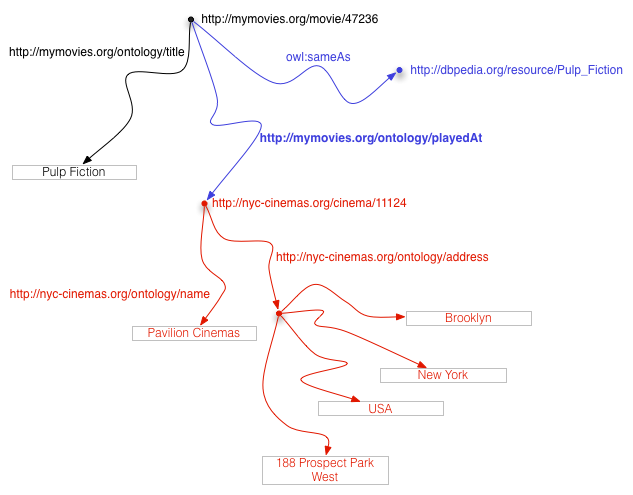 http://mymovies.org/movie/47236
http://mymovies.org/ontology/title
owl:sameAs
http://dbpedia.org/resource/Pulp_Fiction
http://mymovies.org/ontology/playedAt
Pulp Fiction
http://nyc-cinemas.org/cinema/11124
http://nyc-cinemas.org/ontology/address
http://nyc-cinemas.org/ontology/name
Brooklyn
Pavilion Cinemas
New York
USA
188 Prospect Park
West